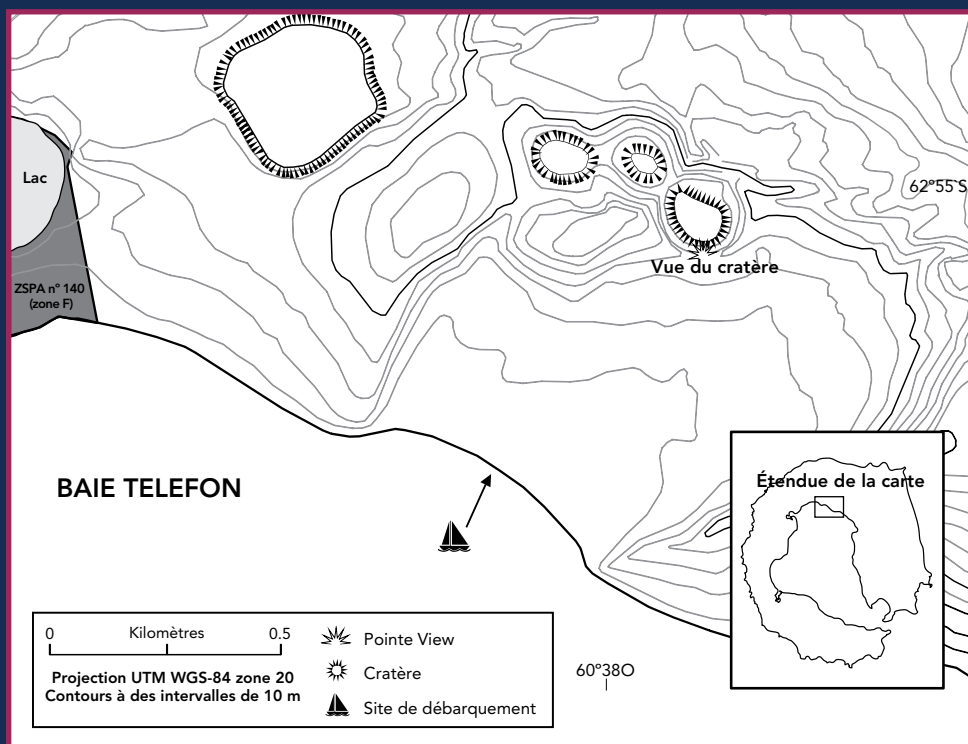 Lac
62°55`S
ZSPA nº 140
(zone F)
Vue du cratère
BAIE TELEFON
Étendue de la carte
0 Kilomètres 0.5
Projection UTM WGS-84 zone 20
Contours à des intervalles de 10 m
Pointe View
Cratère
Site de débarquement
60°38O